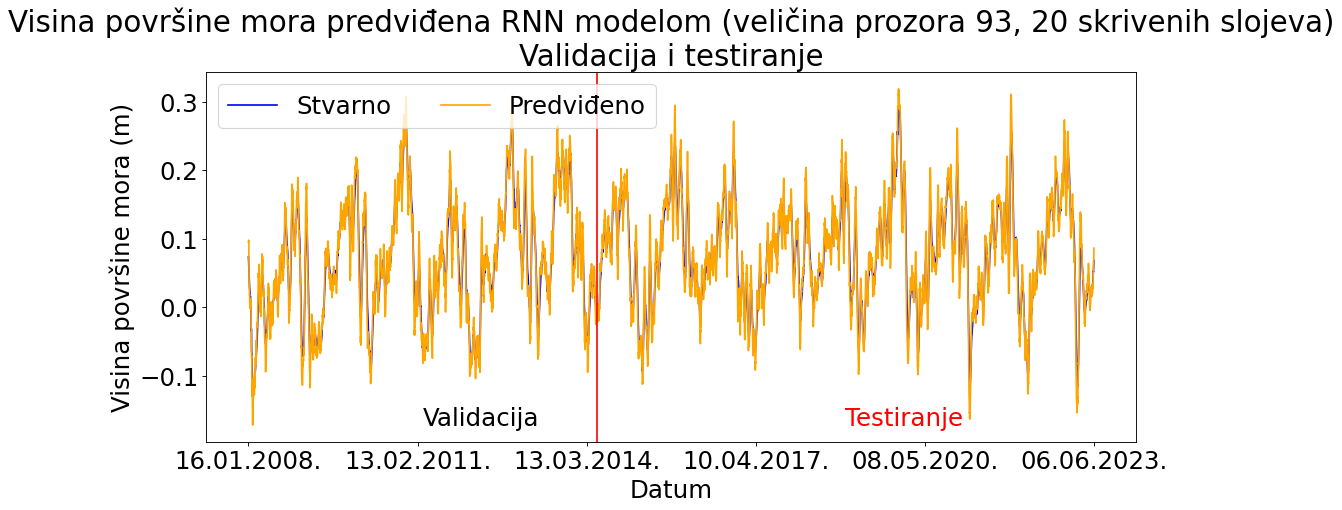 Visina površine mora predviđena RNN modelom (veličina prozora 93, 20 skrivenih slojeva)
Validacija i testiranje
Stvarno Predviđeno
Visina površine mora (m)
0.3
0.2
0.1
0.0
−0.1
Validacija Testiranje
16.01.2008. 13.02.2011. 13.03.2014. 10.04.2017. 08.05.2020. 06.06.2023.
Datum